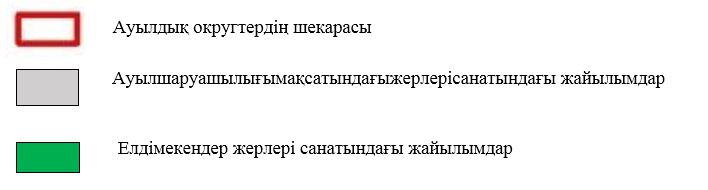 Ауылдық округтердің шекарасы
Ауылшаруашылығымақсатындағыжерлерісанатындағы жайылымдар
Елдімекендер жерлері санатындағы жайылымдар